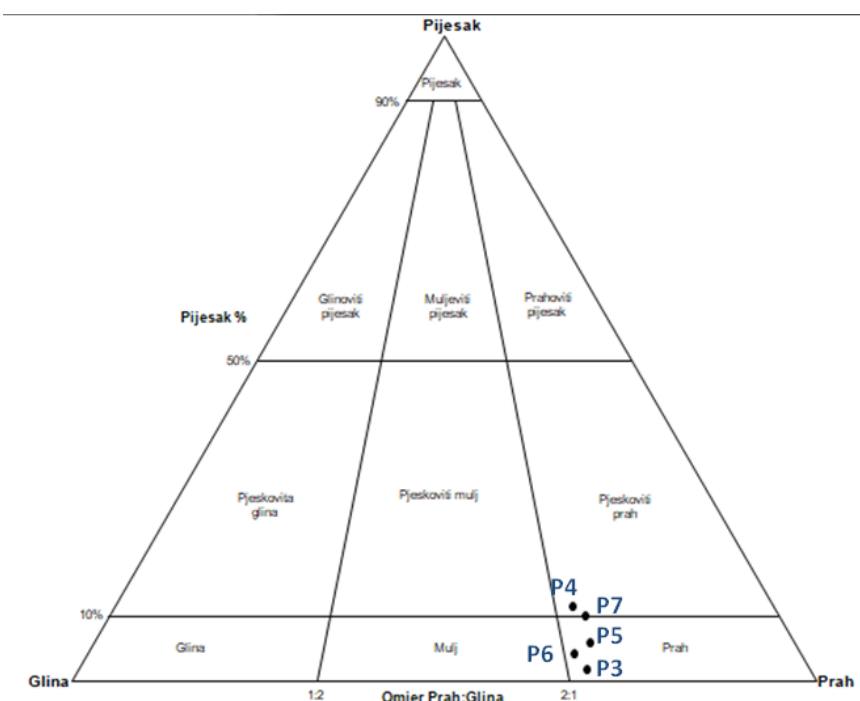 Pijesak
Pijesak
90%
Glinoviti
pijesak
Muljeviti
pijesak
Prahoviti
pijesak
Pijesak %
50%
Pjeskovita
glina
Pjeskoviti mulj
Pjeskoviti
prah
P4
P7
10%
Glina
Mulj
P5
Prah
P6
P3
Glina
Prah
1:2
Omjer Prah:Glina
2:1